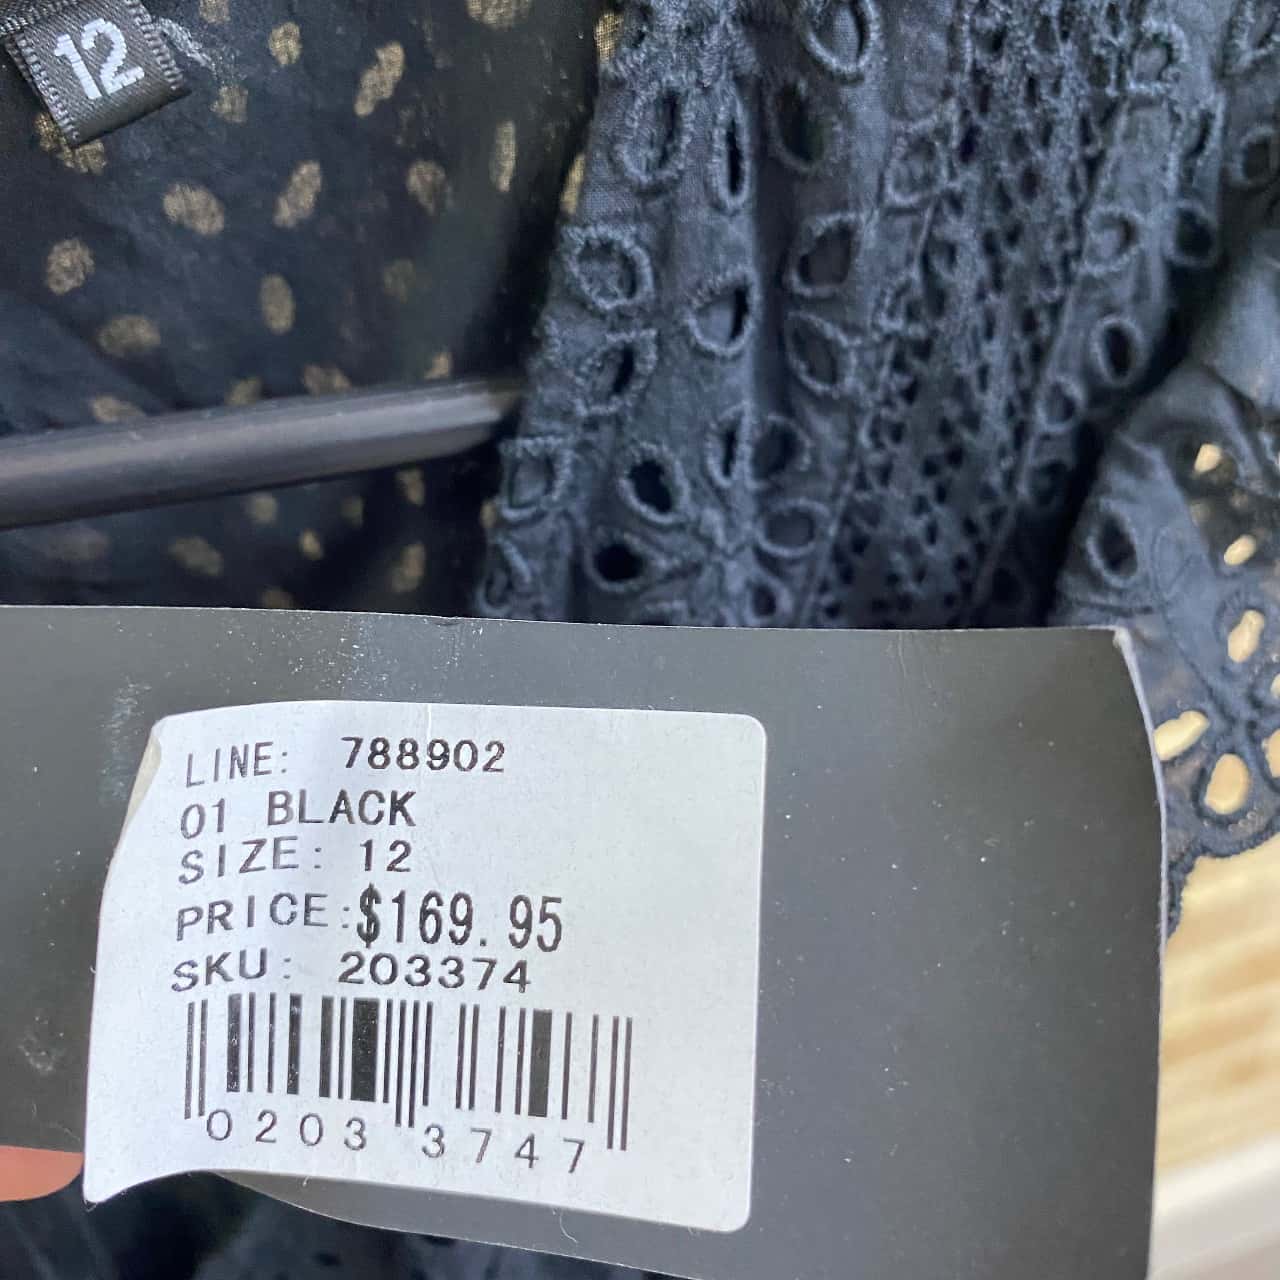 12
LINE: 788902
01 BLACK
SIZE: 12
PRICE:$169.95
SKU: 203374
0203 3747